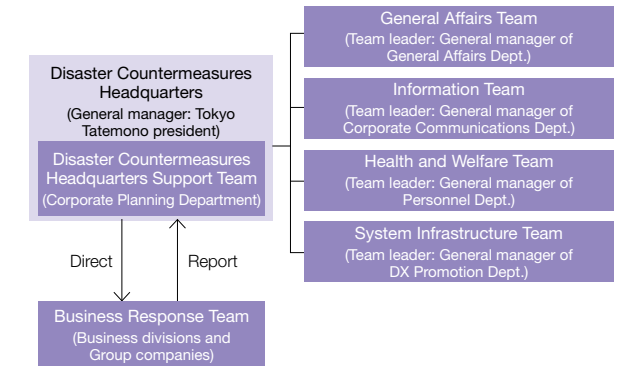 Disaster Countermeasures
Headquarters
(General manager: Tokyo
Tatemono president)
Disaster Countermeasures
Headquarters Support Team
(Corporate Planning Department)
Direct
Report
Business Response Team
(Business divisions and
Group companies)
General Affairs Team
(Team leader: General manager of
General Affairs Dept.)
Information Team
(Team leader: General manager of
Corporate Communications Dept.)
Health and Welfare Team
(Team leader: General manager of
Personnel Dept.)
System Infrastructure Team
(Team leader: General manager of
DX Promotion Dept.)